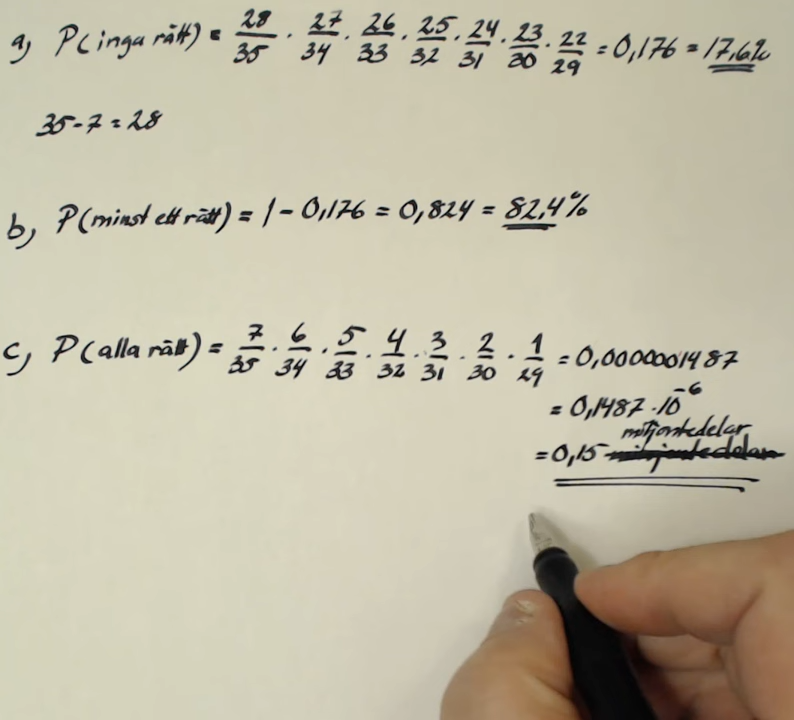 a) P(inga rätt) = 28/35 · 27/34 · 26/33 · 25/32 · 24/31 · 23/30 · 22/29 = 0,176 = 17,6%
35-7=28
b) P(minst ett rätt) = 1 - 0,176 = 0,824 = 82,4%
c) P(alla rätt) = 7/35 · 6/34 · 5/33 · 4/32 · 3/31 · 2/30 · 1/29 = 0,0000001487
= 0,1487 · 10^-6
miljontedelar
= 0,15